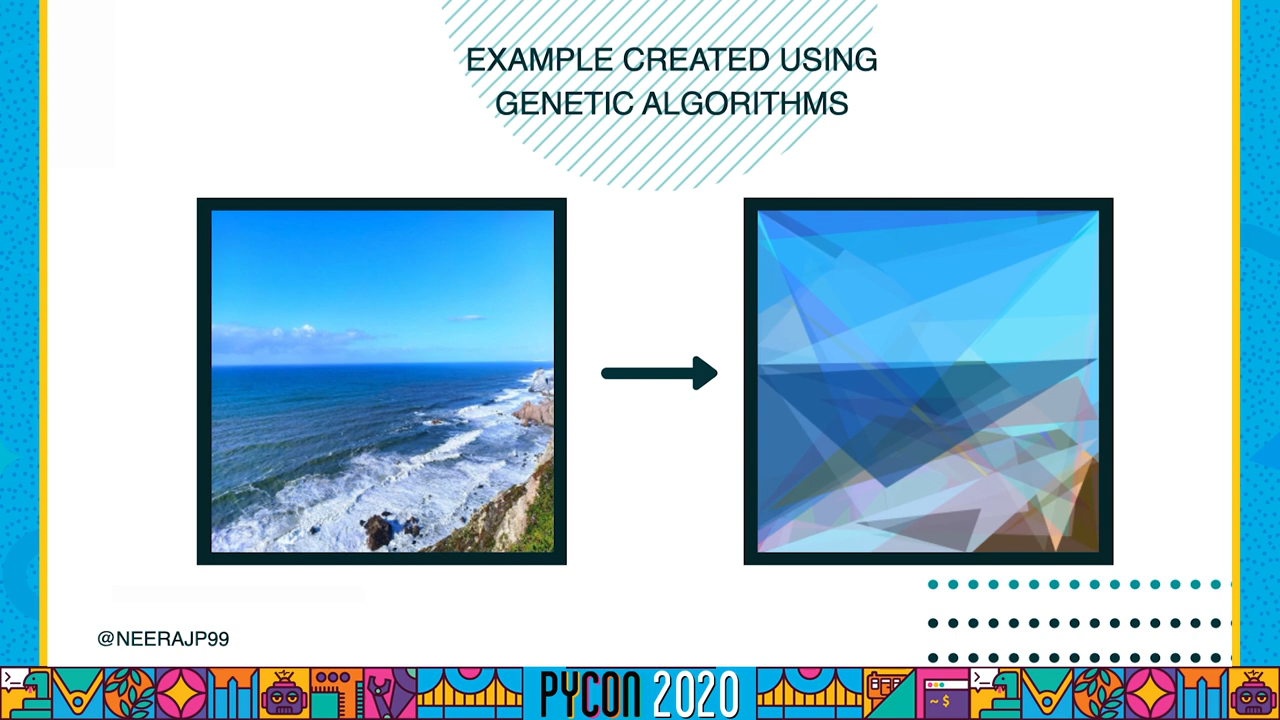 EXAMPLE CREATED USING
GENETIC ALGORITHMS
@NEERAJP99
PYCON 2020
~$